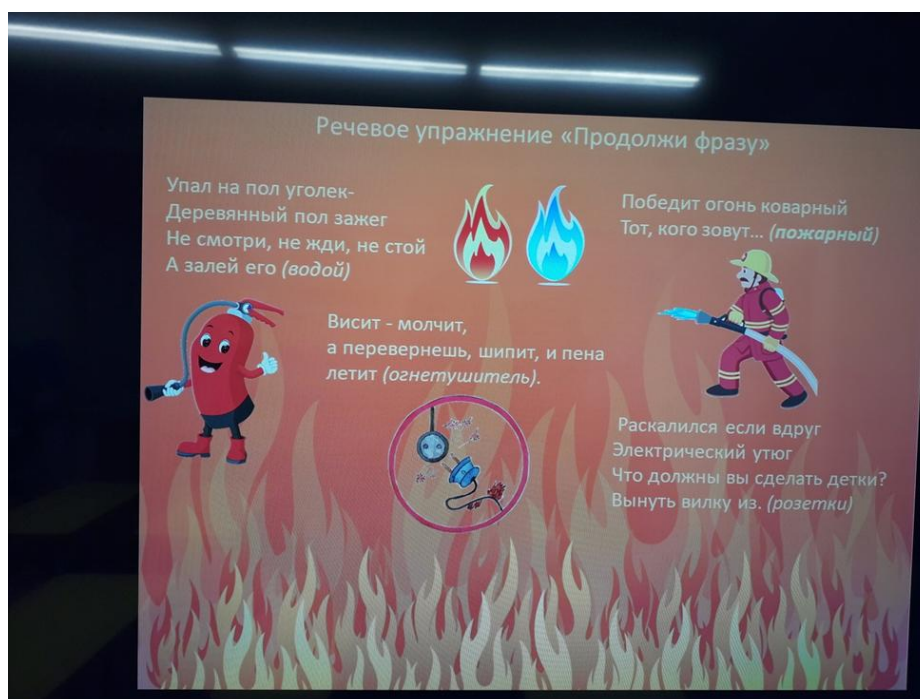 Речевое упражнение «Продолжи фразу»
Упал на пол уголек-
Деревянный пол зажег
Не смотри, не жди, не стой
А залей его (водой)
Победит огонь коварный
Тот, кого зовут... (пожарный)
Висит - молчит,
а перевернешь, шипит, и пена
летит (огнетушитель).
Раскалился если вдруг
Электрический утюг
Что должны вы сделать детки?
Вынуть вилку из. (розетки)